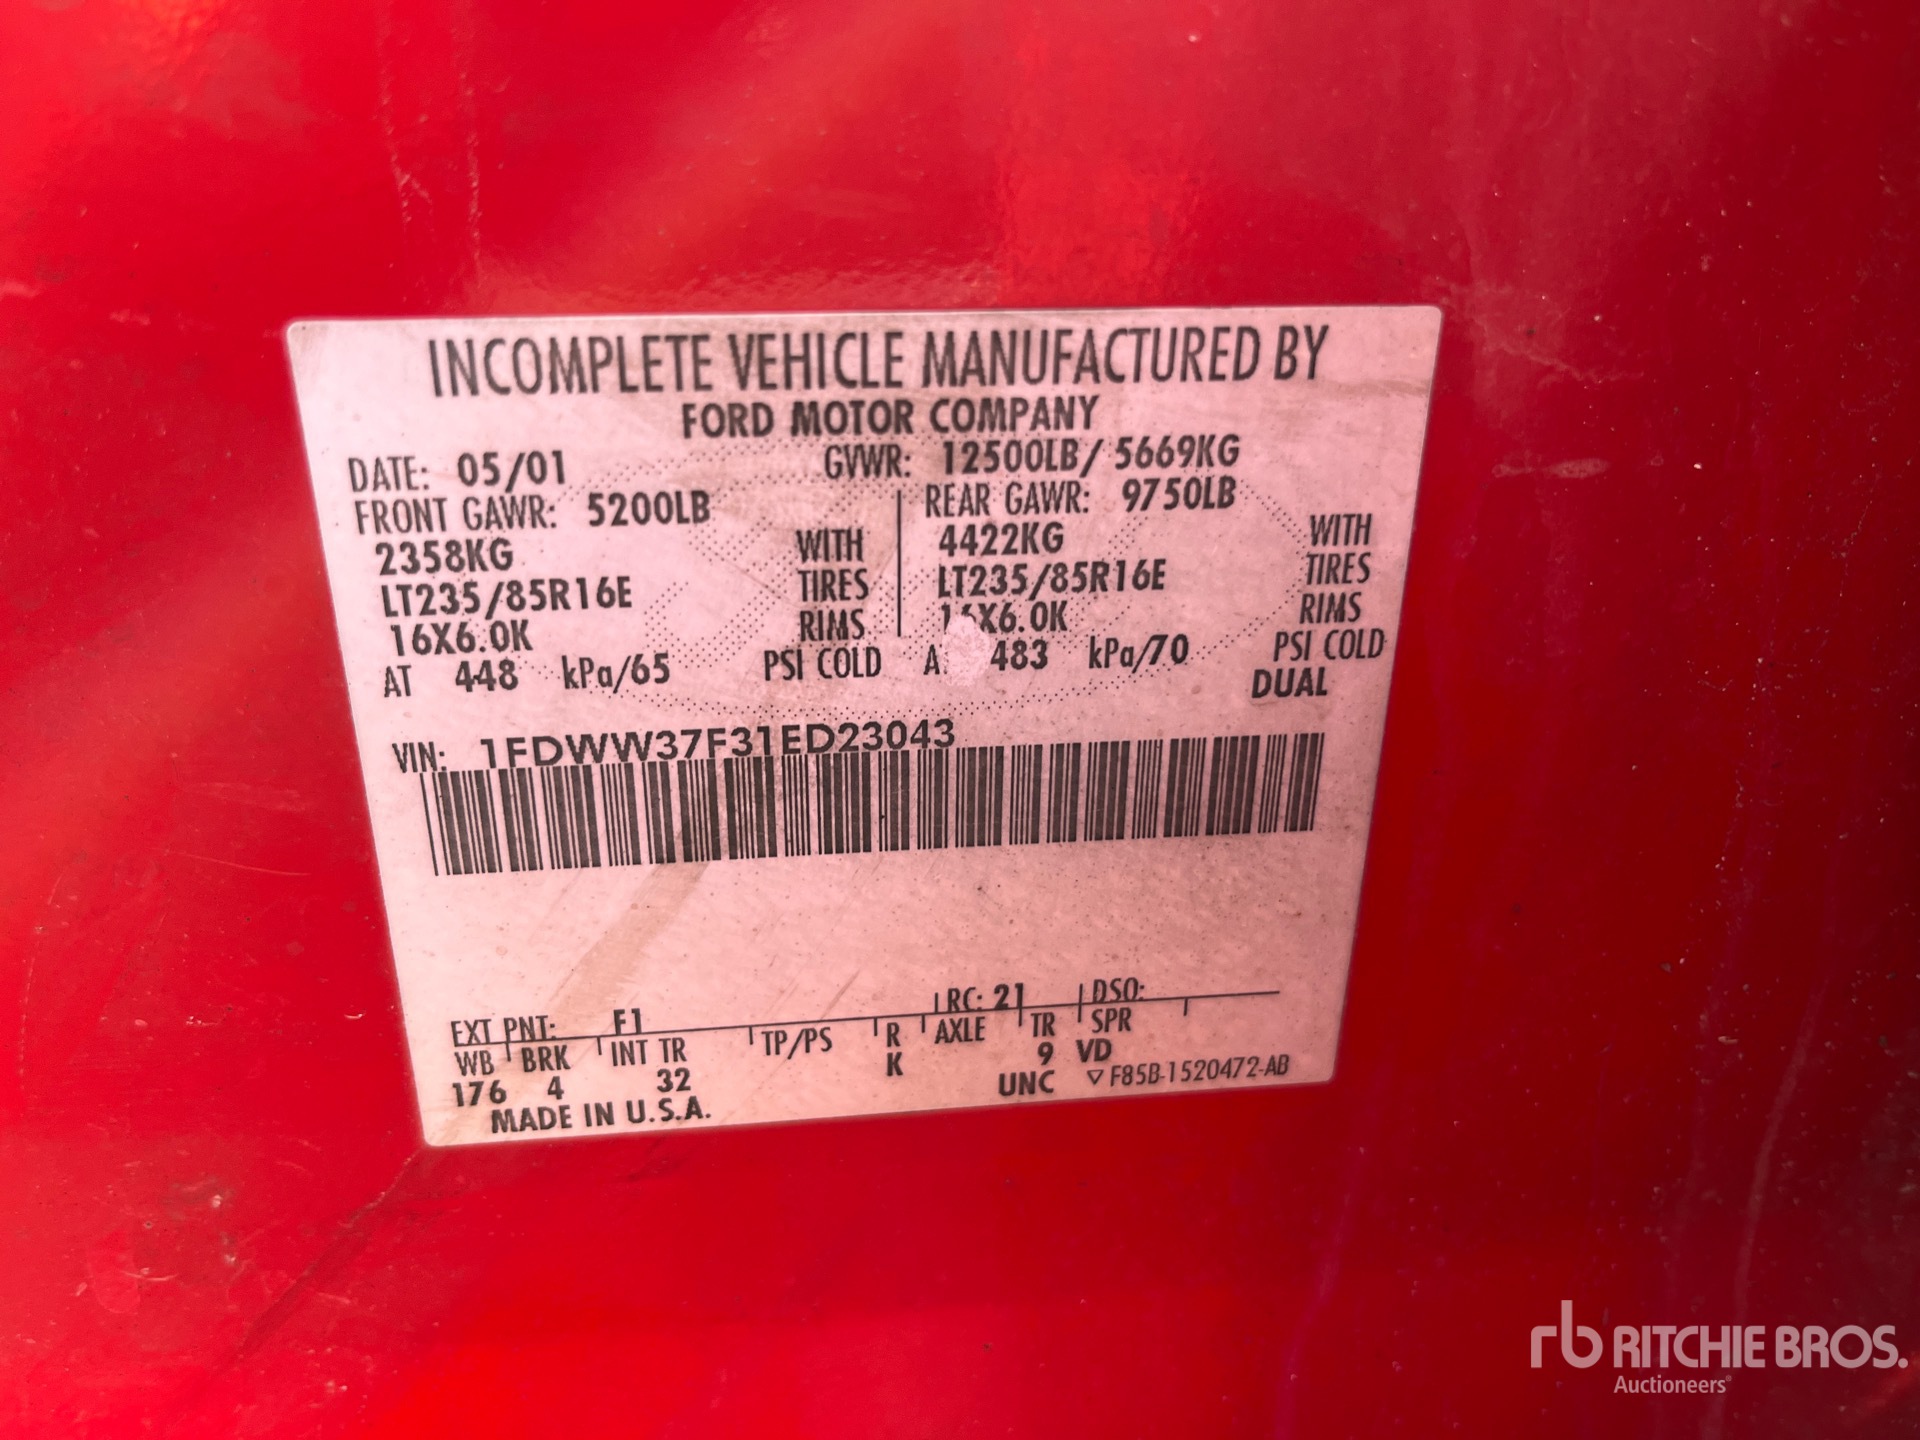 INCOMPLETE VEHICLE MANUFACTURED BY
FORD MOTOR COMPANY
DATE: 05/01 GVWR: 12500LB/ 5669KG
FRONT GAWR: 5200LB REAR GAWR: 9750LB
2358KG WITH 4422KG WITH
LT235/85R16E TIRES LT235/85R16E TIRES
16X6.0K RIMS X6.0K RIMS
AT 448 kPa/65 PSI COLD A 483 kPa/70 PSI COLD
DUAL
VIN: 1FDWW37F31ED23043
EXT PNT: F1 RC: 21 DSO:
WB BRK INT TR TP/PS R AXLE TR SPR
176 4 32 K 9 VD
UNC ▽ F85B-1520472-AB
MADE IN U.S.A.
rb RITCHIE BROS.
Auctioneers